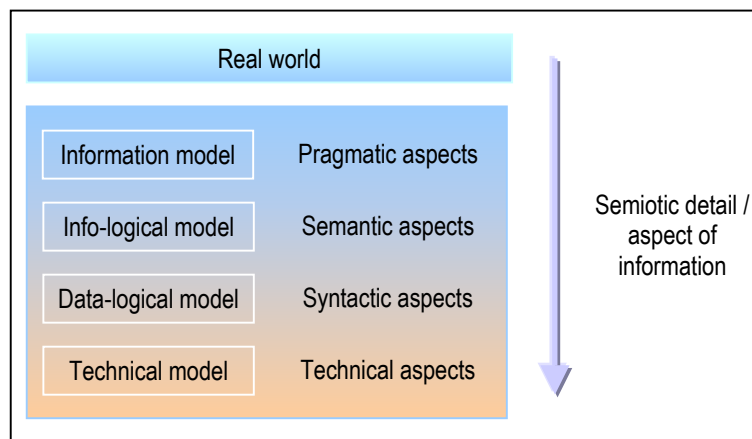 Real world
Information model Pragmatic aspects
Info-logical model Semantic aspects
Data-logical model Syntactic aspects
Technical model Technical aspects
Semiotic detail /
aspect of
information